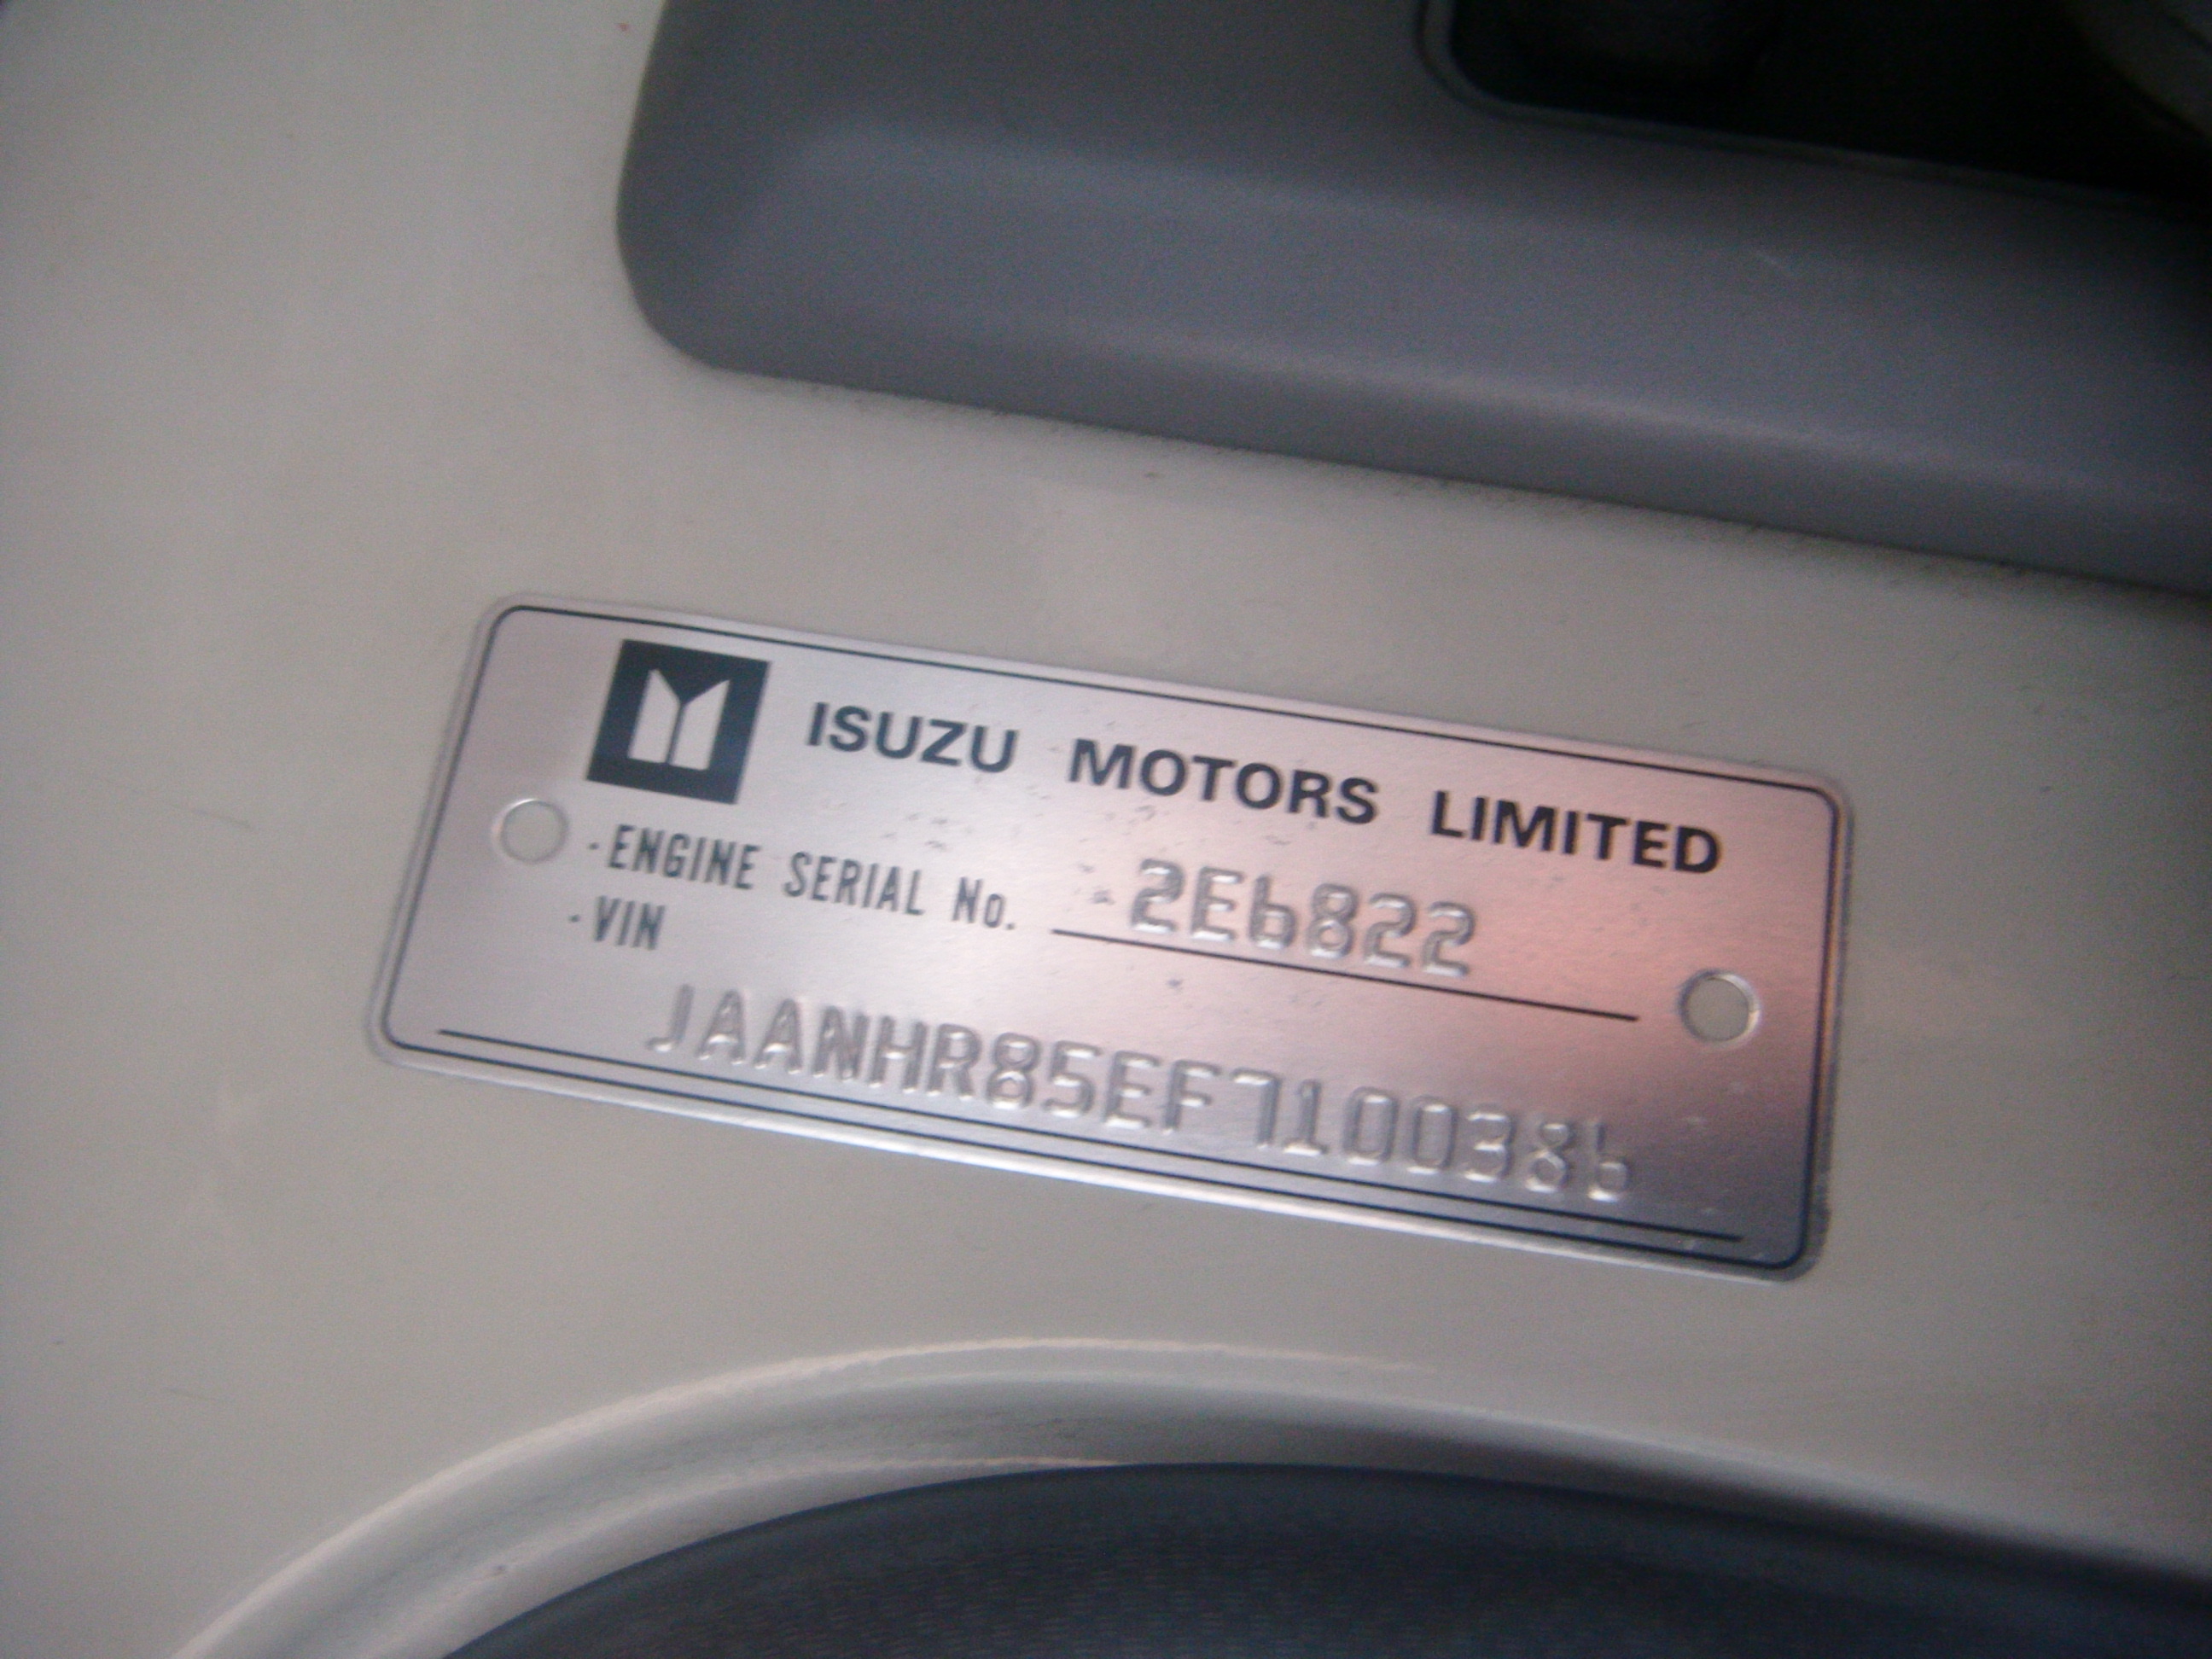 ISUZU MOTORS LIMITED
· ENGINE SERIAL No. 2E6822
· VIN
JAANHR85EF7100386